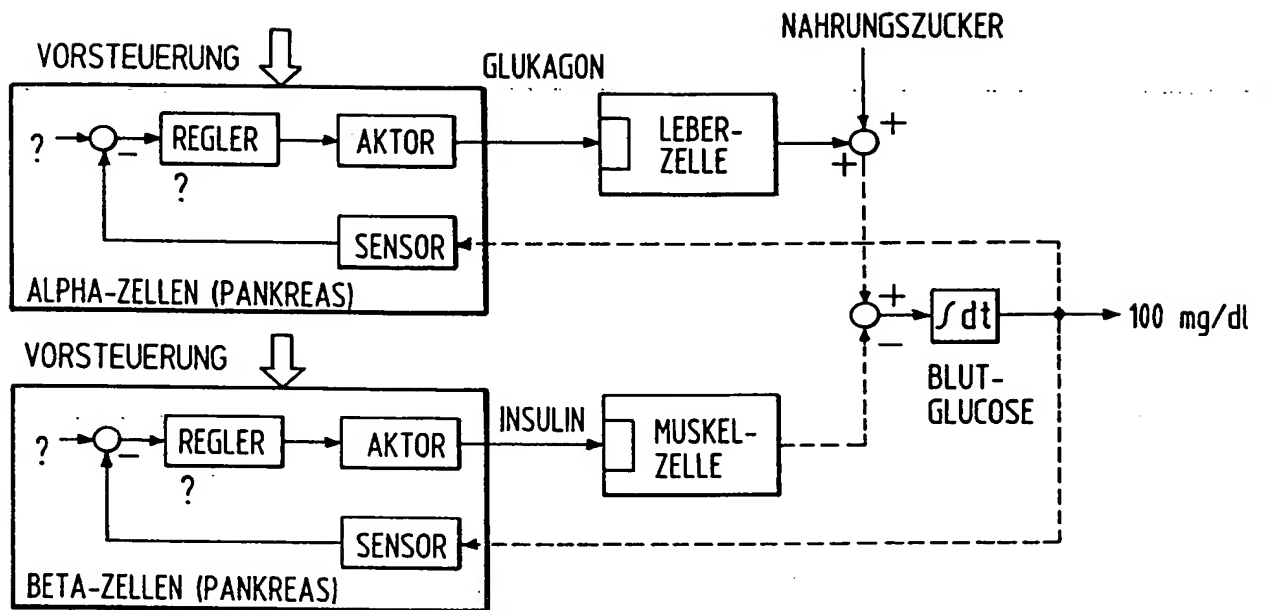 NAHRUNGSZUCKER
VORSTEUERUNG
GLUKAGON
? − REGLER AKTOR
?
LEBER-
ZELLE
+
+
SENSOR
ALPHA-ZELLEN (PANKREAS)
+
−
∫dt
100 mg/dl
BLUT-
GLUCOSE
VORSTEUERUNG
INSULIN
? − REGLER AKTOR
?
MUSKEL-
ZELLE
SENSOR
BETA-ZELLEN (PANKREAS)